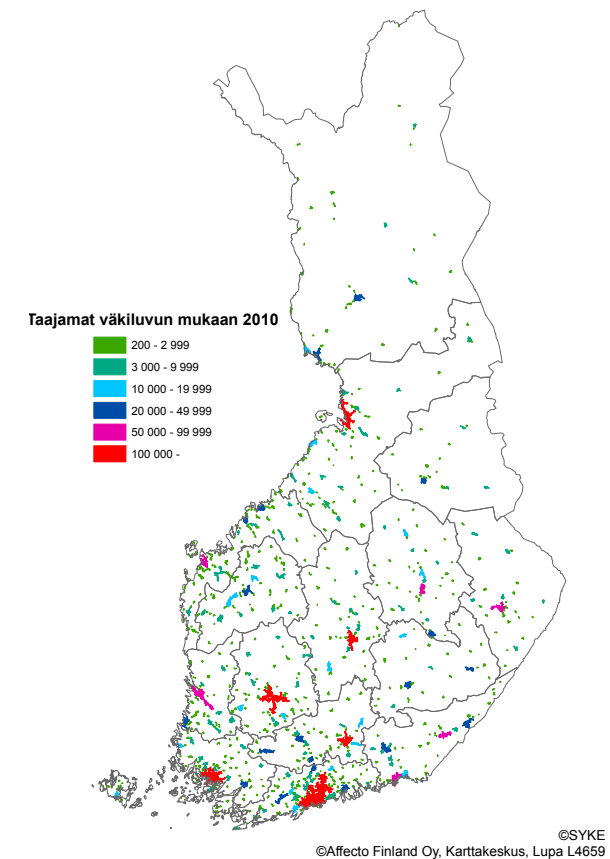 Taajamat väkiluvun mukaan 2010
200 - 2 999
3 000 - 9 999
10 000 - 19 999
20 000 - 49 999
50 000 - 99 999
100 000 -
©SYKE
©Affecto Finland Oy, Karttakeskus, Lupa L4659